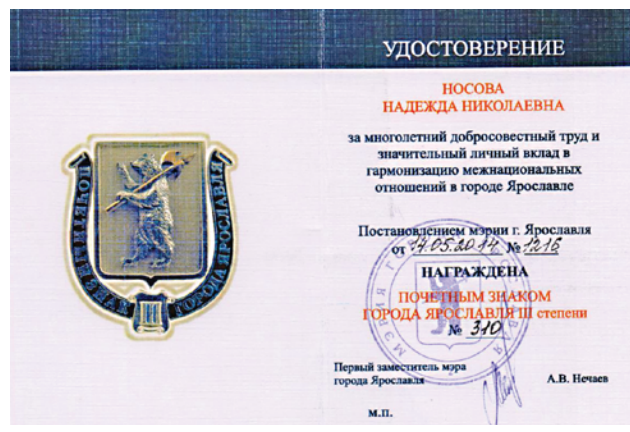 УДОСТОВЕРЕНИЕ
НОСОВА
НАДЕЖДА НИКОЛАЕВНА
за многолетний добросовестный труд и
значительный личный вклад в
гармонизацию межнациональных
отношений в городе Ярославле
Постановлением мэрии г. Ярославля
от 14.05.2014 № 1216
НАГРАЖДЕНА
ПОЧЕТНЫМ ЗНАКОМ
ГОРОДА ЯРОСЛАВЛЯ III степени
№ 310
Первый заместитель мэра
города Ярославля
А.В. Нечаев
М.П.
ПОЧЕТНЫЙ ЗНАК
ГОРОДА ЯРОСЛАВЛЯ
III